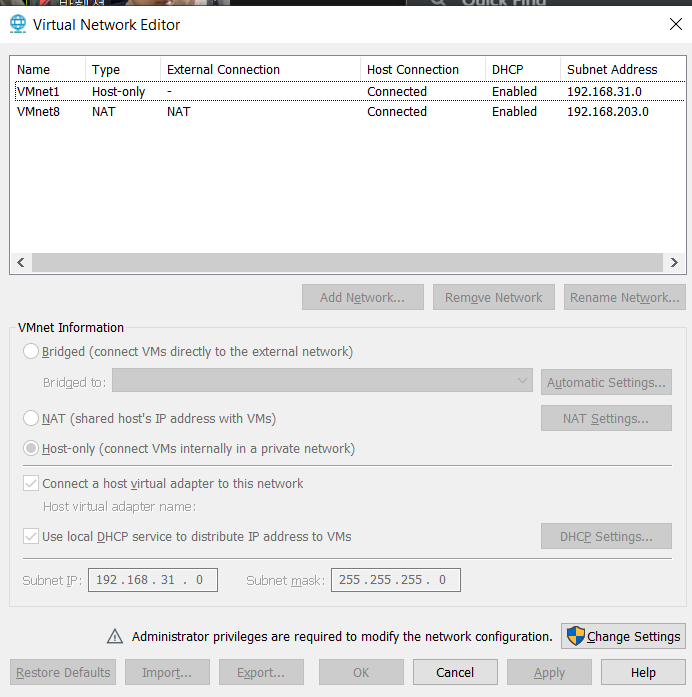 Quick Find
Virtual Network Editor
Name Type External Connection Host Connection DHCP Subnet Address
VMnet1 Host-only - Connected Enabled 192.168.31.0
VMnet8 NAT NAT Connected Enabled 192.168.203.0
Add Network... Remove Network Rename Network...
VMnet Information
Bridged (connect VMs directly to the external network)
Bridged to: Automatic Settings...
NAT (shared host's IP address with VMs) NAT Settings...
Host-only (connect VMs internally in a private network)
Connect a host virtual adapter to this network
Host virtual adapter name:
Use local DHCP service to distribute IP address to VMs DHCP Settings...
Subnet IP: 192 . 168 . 31 . 0 Subnet mask: 255 . 255 . 255 . 0
Administrator privileges are required to modify the network configuration. Change Settings
Restore Defaults Import... Export... OK Cancel Apply Help